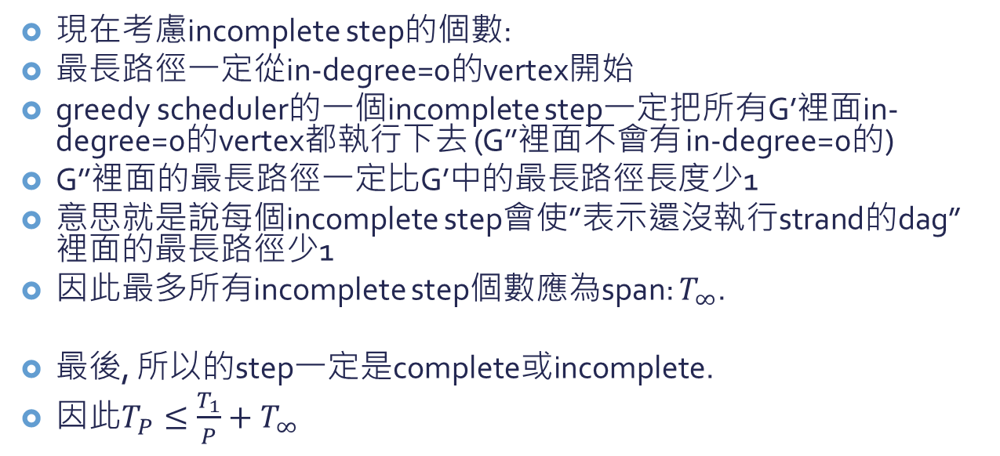 現在考慮incomplete step的個數:
最長路徑一定從in-degree=0的vertex開始
greedy scheduler的一個incomplete step一定把所有G’裡面in-
degree=0的vertex都執行下去 (G”裡面不會有 in-degree=0的)
G”裡面的最長路徑一定比G’中的最長路徑長度少1
意思就是說每個incomplete step會使”表示還沒執行strand的dag”
裡面的最長路徑少1
因此最多所有incomplete step個數應為span: T∞.
最後, 所以的step一定是complete或incomplete.
因此T_P ≤ T_1/P + T∞